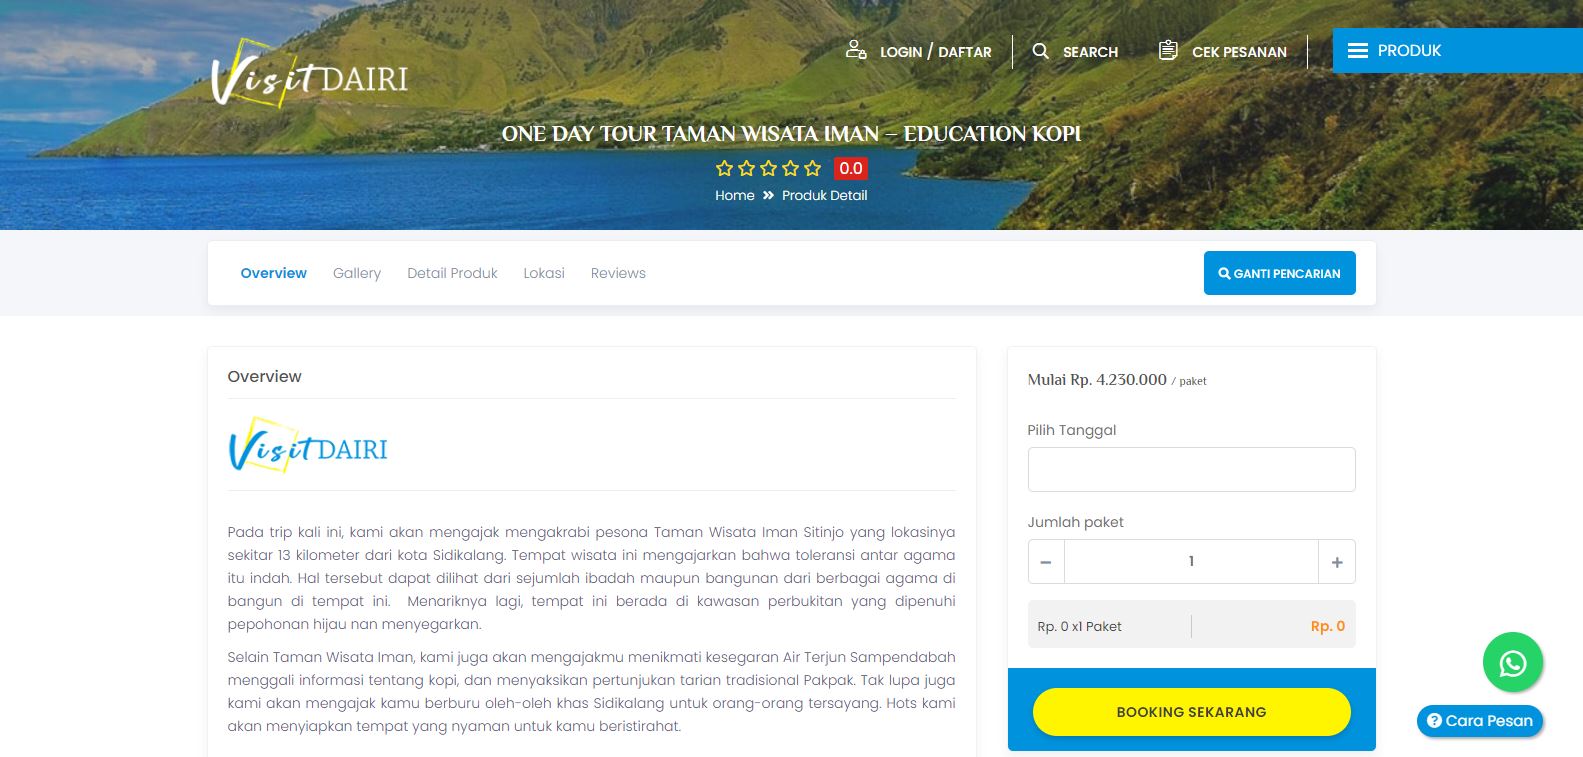 Visit DAIRI
LOGIN / DAFTAR
SEARCH
CEK PESANAN
PRODUK
ONE DAY TOUR TAMAN WISATA IMAN – EDUCATION KOPI
0.0
Home » Produk Detail
Overview
Gallery
Detail Produk
Lokasi
Reviews
GANTI PENCARIAN
Overview
Visit DAIRI
Pada trip kali ini, kami akan mengajak mengakrabi pesona Taman Wisata Iman Sitinjo yang lokasinya
sekitar 13 kilometer dari kota Sidikalang. Tempat wisata ini mengajarkan bahwa toleransi antar agama
itu indah. Hal tersebut dapat dilihat dari sejumlah ibadah maupun bangunan dari berbagai agama di
bangun di tempat ini. Menariknya lagi, tempat ini berada di kawasan perbukitan yang dipenuhi
pepohonan hijau nan menyegarkan.
Selain Taman Wisata Iman, kami juga akan mengajakmu menikmati kesegaran Air Terjun Sampendabah
menggali informasi tentang kopi, dan menyaksikan pertunjukan tarian tradisional Pakpak. Tak lupa juga
kami akan mengajak kamu berburu oleh-oleh khas Sidikalang untuk orang-orang tersayang. Hots kami
akan menyiapkan tempat yang nyaman untuk kamu beristirahat.
Mulai Rp. 4.230.000 / paket
Pilih Tanggal
Jumlah paket
− 1 +
Rp. 0 x1 Paket
Rp. 0
BOOKING SEKARANG
Cara Pesan